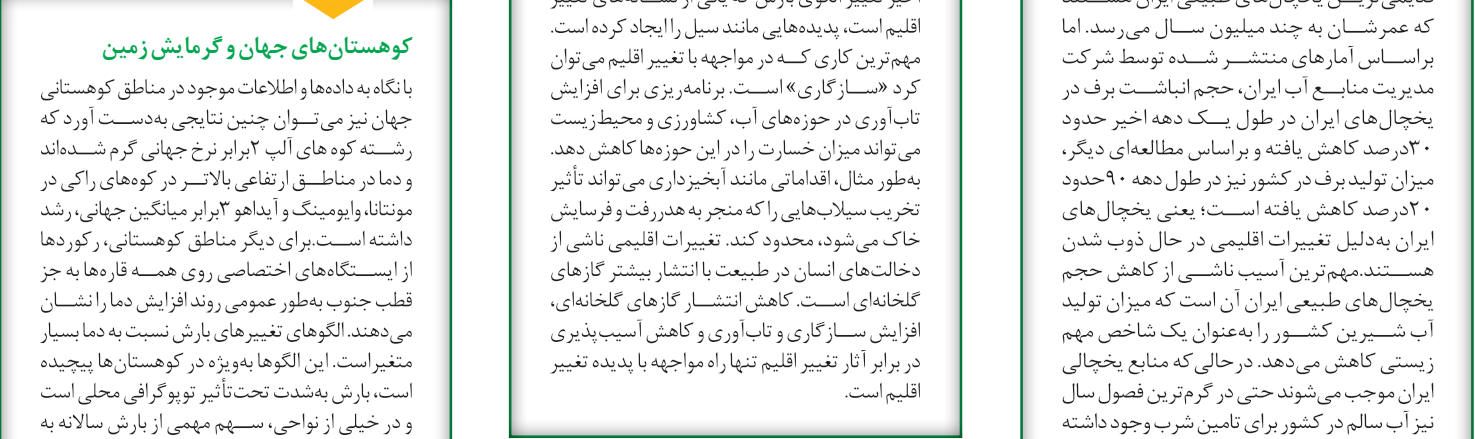 که عمرشان به چند میلیون سال می‌رسد. اما
براساس آمارهای منتشر شده توسط شرکت
مدیریت منابع آب ایران، حجم انباشت برف در
یخچال‌های ایران در طول یک دهه اخیر حدود
۳۰درصد کاهش یافته و براساس مطالعه‌ای دیگر،
میزان تولید برف در کشور نیز در طول دهه ۹۰حدود
۲۰درصد کاهش یافته است؛ یعنی یخچال‌های
ایران به‌دلیل تغییرات اقلیمی در حال ذوب شدن
هستند.مهم‌ترین آسیب ناشی از کاهش حجم
یخچال‌های طبیعی ایران آن است که میزان تولید
آب شیرین کشور را به‌عنوان یک شاخص مهم
زیستی کاهش می‌دهد. درحالی‌که منابع یخچالی
ایران موجب می‌شوند حتی در گرم‌ترین فصول سال
نیز آب سالم در کشور برای تامین شرب وجود داشته
اقلیم است، پدیده‌هایی مانند سیل را ایجاد کرده است.
مهم‌ترین کاری که در مواجهه با تغییر اقلیم می‌توان
کرد «سازگاری» است. برنامه‌ریزی برای افزایش
تاب‌آوری در حوزه‌های آب، کشاورزی و محیط‌زیست
می‌تواند میزان خسارت را در این حوزه‌ها کاهش دهد.
به‌طور مثال، اقداماتی مانند آبخیزداری می‌تواند تأثیر
تخریب سیلاب‌هایی را که منجر به هدررفت و فرسایش
خاک می‌شود، محدود کند. تغییرات اقلیمی ناشی از
دخالت‌های انسان در طبیعت با انتشار بیشتر گازهای
گلخانه‌ای است. کاهش انتشار گازهای گلخانه‌ای،
افزایش سازگاری و تاب‌آوری و کاهش آسیب‌پذیری
در برابر آثار تغییر اقلیم تنها راه مواجهه با پدیده تغییر
اقلیم است.
کوهستان‌های جهان و گرمایش زمین
با نگاه به داده‌ها و اطلاعات موجود در مناطق کوهستانی
جهان نیز می‌توان چنین نتایجی به‌دست آورد که
رشته کوه های آلپ ۲برابر نرخ جهانی گرم شده‌اند
و دما در مناطق ارتفاعی بالاتر در کوه‌های راکی در
مونتانا، وایومینگ و آیداهو ۳برابر میانگین جهانی، رشد
داشته است.برای دیگر مناطق کوهستانی، رکوردها
از ایستگاه‌های اختصاصی روی همه قاره‌ها به جز
قطب جنوب به‌طور عمومی روند افزایش دما را نشان
می‌دهند. الگوهای تغییرهای بارش نسبت به دما بسیار
متغیر است. این الگوها به‌ویژه در کوهستان‌ها پیچیده
است، بارش به‌شدت تحت‌تأثیر توپوگرافی محلی است
و در خیلی از نواحی، سهم مهمی از بارش سالانه به